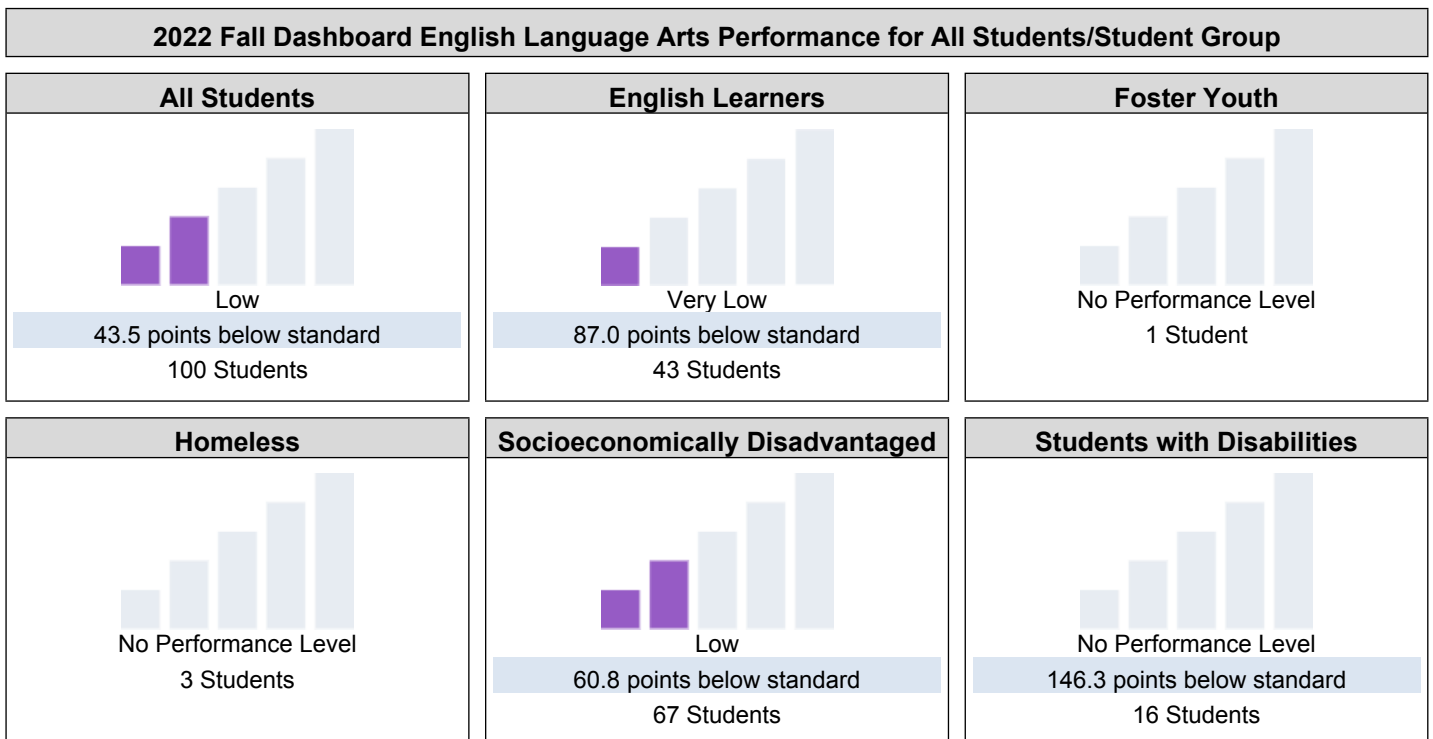 2022 Fall Dashboard English Language Arts Performance for All Students/Student Group
All Students
Low
43.5 points below standard
100 Students
English Learners
Very Low
87.0 points below standard
43 Students
Foster Youth
No Performance Level
1 Student
Homeless
No Performance Level
3 Students
Socioeconomically Disadvantaged
Low
60.8 points below standard
67 Students
Students with Disabilities
No Performance Level
146.3 points below standard
16 Students